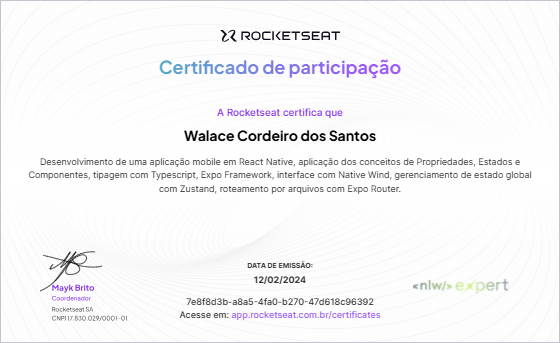 ROCKETSEAT
Certificado de participação
A Rocketseat certifica que
Walace Cordeiro dos Santos
Desenvolvimento de uma aplicação mobile em React Native, aplicação dos conceitos de Propriedades, Estados e
Componentes, tipagem com Typescript, Expo Framework, interface com Native Wind, gerenciamento de estado global
com Zustand, roteamento por arquivos com Expo Router.
Mayk Brito
Coordenador
Rocketseat SA
CNPJ 17.830.029/0001-01
DATA DE EMISSÃO:
12/02/2024
7e8f8d3b-a8a5-4fa0-b270-47d618c96392
Acesse em: app.rocketseat.com.br/certificates
<nlw/> expert